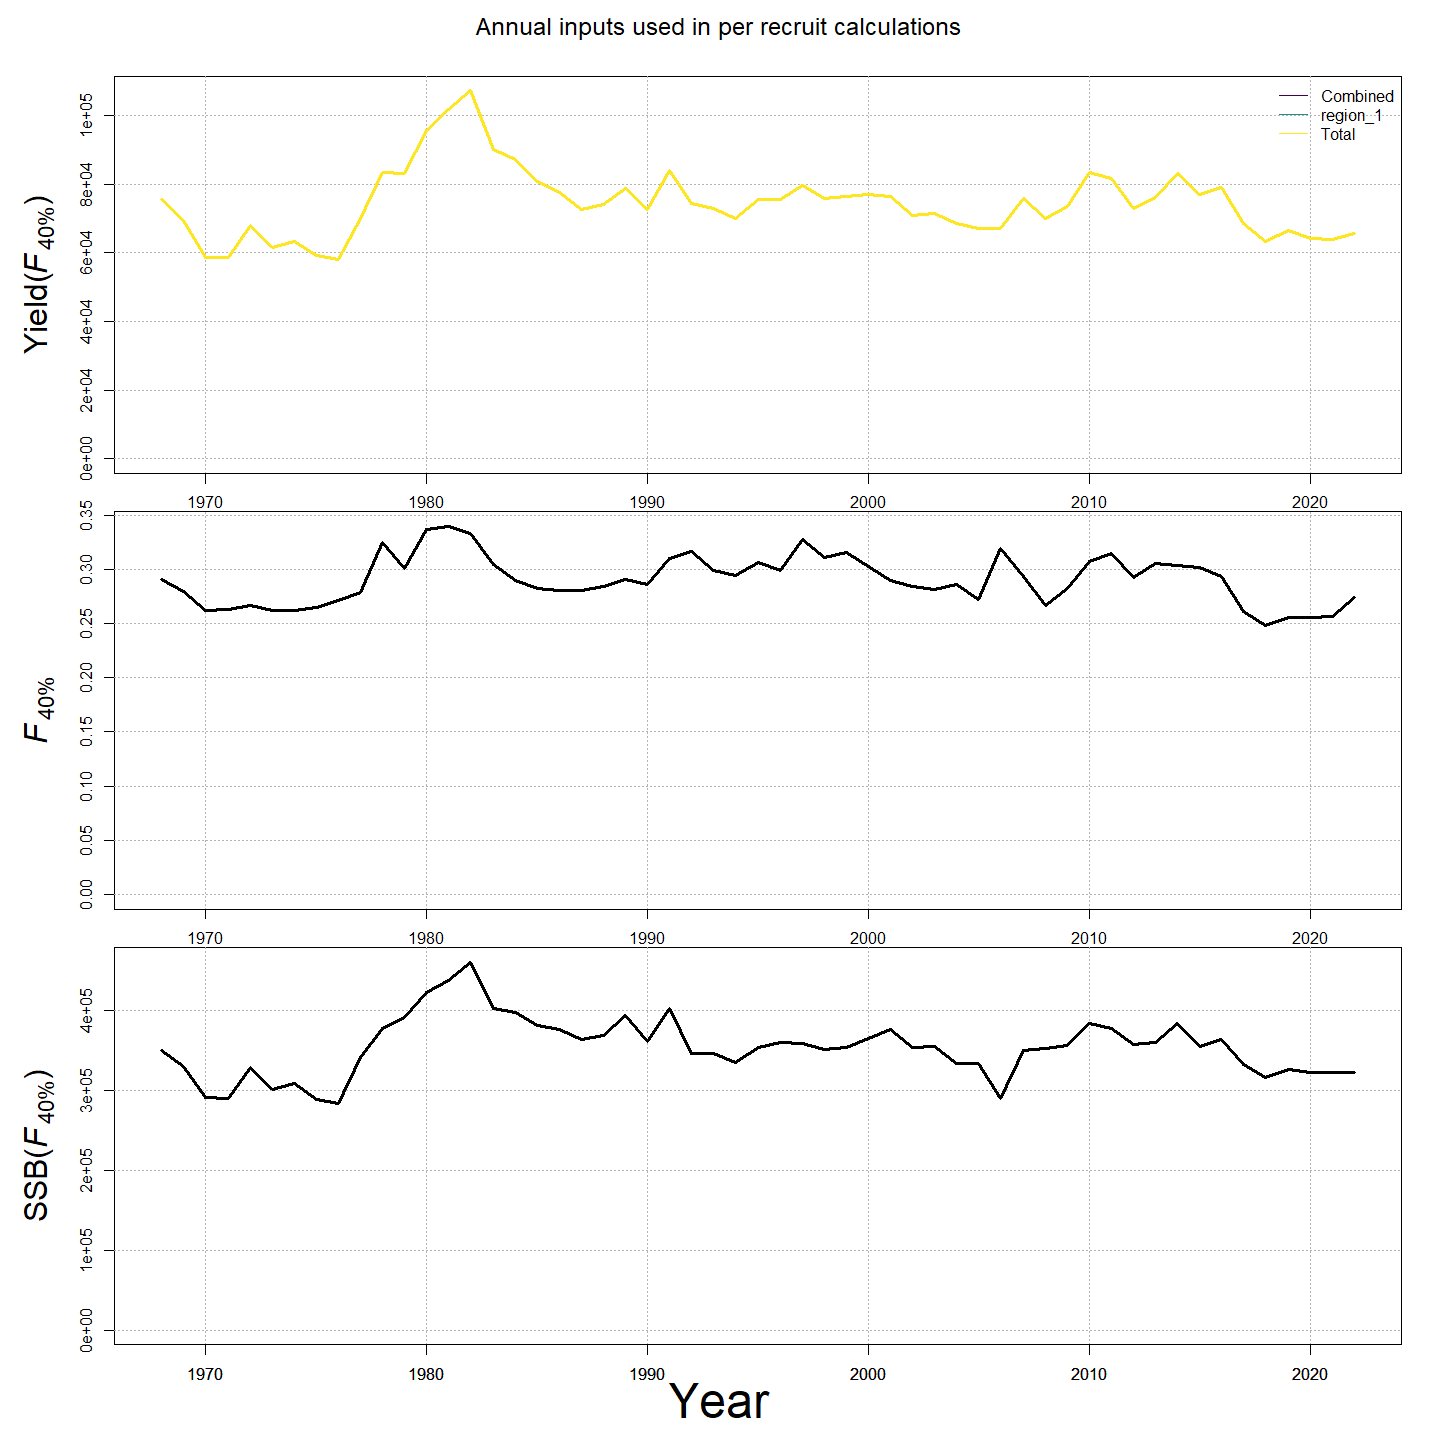 Annual inputs used in per recruit calculations
Yield(F40%)
1e+05
8e+04
6e+04
4e+04
2e+04
0e+00
Combined
region_1
Total
1970 1980 1990 2000 2010 2020
F40%
0.35
0.30
0.25
0.20
0.15
0.10
0.05
0.00
1970 1980 1990 2000 2010 2020
SSB(F40%)
4e+05
3e+05
2e+05
1e+05
0e+00
1970 1980 1990 2000 2010 2020
Year